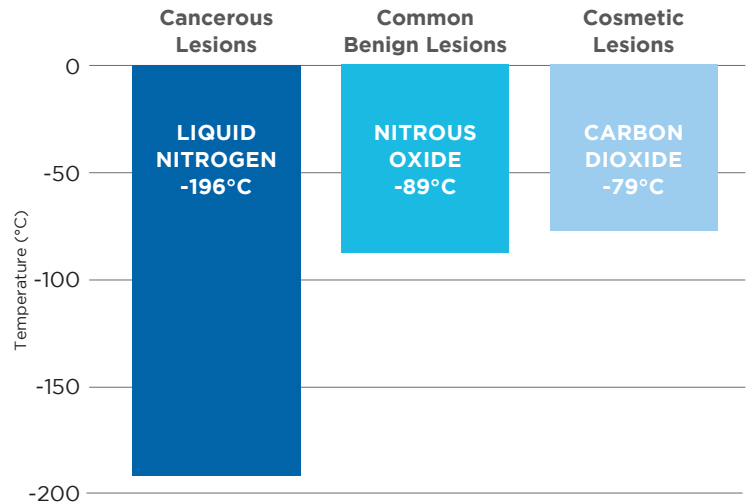 Cancerous
Lesions
Common
Benign Lesions
Cosmetic
Lesions
0
-50
-100
-150
-200
Temperature (°C)
LIQUID
NITROGEN
-196°C
NITROUS
OXIDE
-89°C
CARBON
DIOXIDE
-79°C